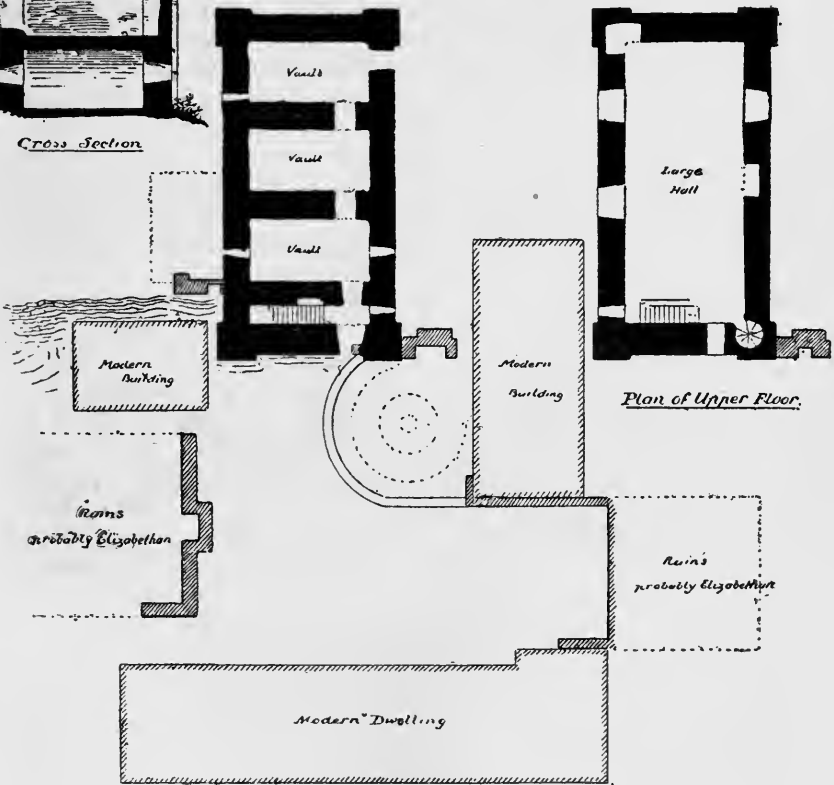 Cross Section
Vault
Vault
Vault
Large
Hall
Plan of Upper Floor.
Modern
Building
Modern
Building
Ruins
probably Elizabethan
Ruin's
probably Elizabethan
Modern Dwelling